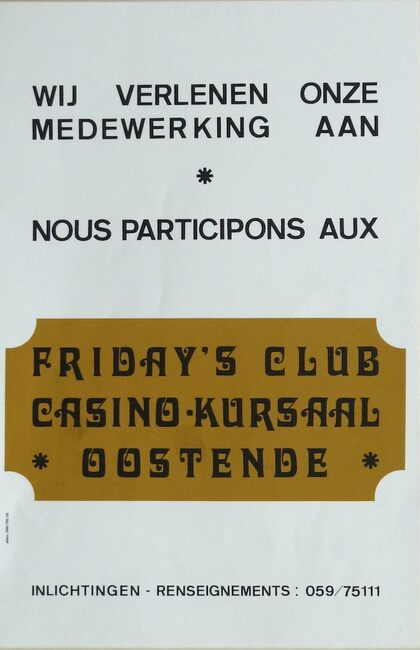 WIJ VERLENEN ONZE
MEDEWERKING AAN
*
NOUS PARTICIPONS AUX
FRIDAY'S CLUB
CASINO-KURSAAL
* OOSTENDE *
INLICHTINGEN - RENSEIGNEMENTS : 059/75111